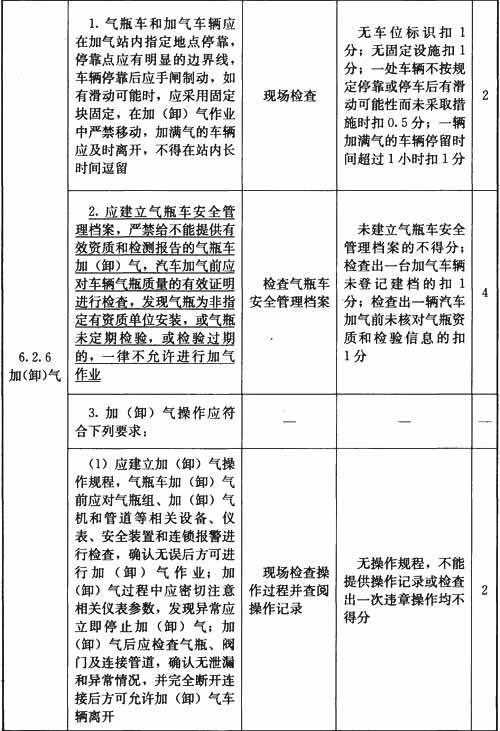 1. 气瓶车和加气车辆应
在加气站内指定地点停靠,
停靠点应有明显的边界线,
车辆停靠后应手闸制动,如
有滑动可能时,应采用固定
块固定,在加(卸)气作业
中严禁移动,加满气的车辆
应及时离开,不得在站内长
时间逗留
现场检查
无车位标识扣 1
分;无固定设施扣 1
分;一处车辆不按规
定停靠或停车后有滑
动可能性而未采取措
施时扣 0.5 分;一辆
加满气的车辆停留时
间超过 1 小时扣 1 分
2
6.2.6
加(卸)气
2. 应建立气瓶车安全管
理档案,严禁给不能提供有
效资质和检测报告的气瓶车
加(卸)气,汽车加气前应
对车辆气瓶质量的有效证明
进行检查,发现气瓶为非指
定有资质单位安装,或气瓶
未定期检验,或检验过期
的,一律不允许进行加气
作业
检查气瓶车
安全管理档案
未建立气瓶车安全
管理档案的不得分;
检查出一台加气车辆
未登记建档的扣 1
分;检查出一辆汽车
加气前未核对气瓶资
质和检验信息的扣
1 分
4
3. 加(卸)气操作应符
合下列要求:
—
—
—
(1) 应建立加(卸)气操
作规程,气瓶车加(卸)气
前应对气瓶组、加(卸)气
机和管道等相关设备、仪
表、安全装置和连锁报警进
行检查,确认无误后方可进
行加(卸)气作业;加
(卸)气过程中应密切注意
相关仪表参数,发现异常应
立即停止加(卸)气;加
(卸)气后应检查气瓶、阀
门及连接管道,确认无泄漏
和异常情况,并完全断开连
接后方可允许加(卸)气车
辆离开
现场检查操
作过程并查阅
操作记录
无操作规程,不能
提供操作记录或检查
出一次违章操作均不
得分
2